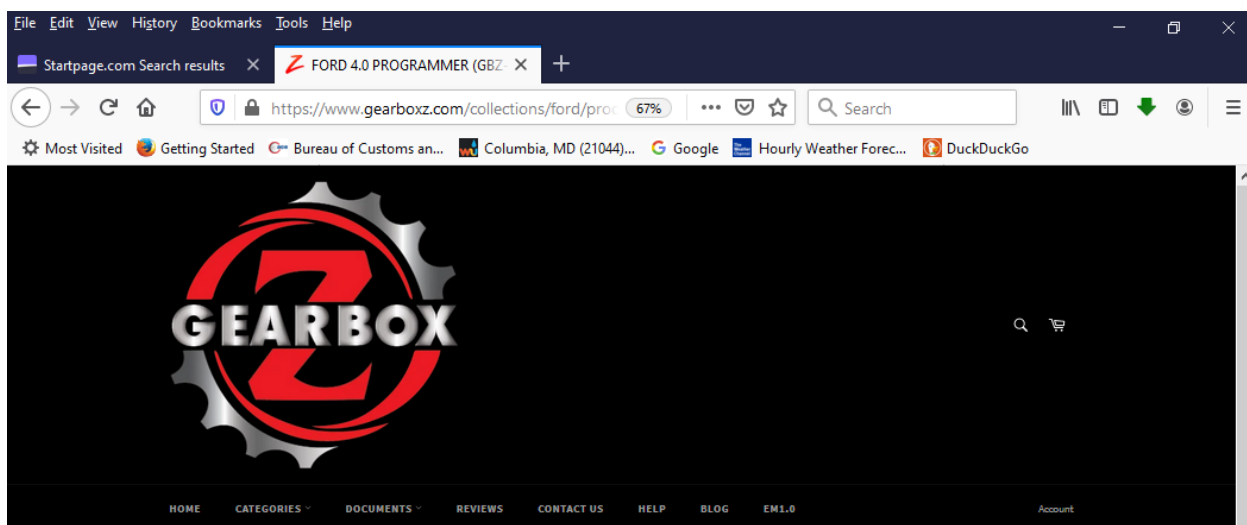 File Edit View History Bookmarks Tools Help
Startpage.com Search results FORD 4.0 PROGRAMMER (GBZ-
https://www.gearboxz.com/collections/ford/pro 67% Search
Most Visited Getting Started Bureau of Customs an... Columbia, MD (21044)... Google Hourly Weather Forec... DuckDuckGo
Z
GEARBOX
HOME CATEGORIES DOCUMENTS REVIEWS CONTACT US HELP BLOG EM1.0 Account